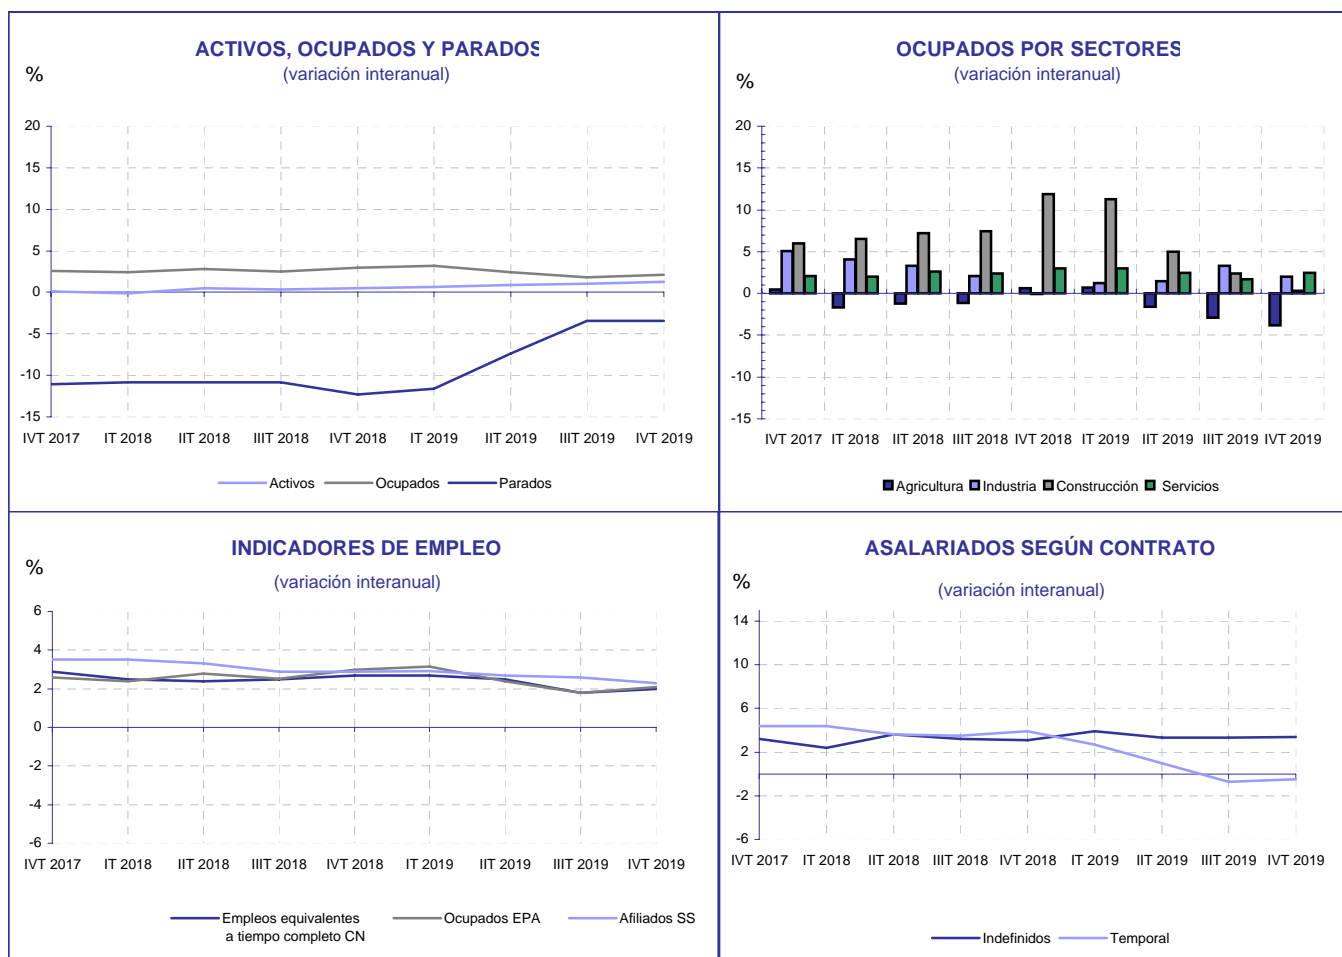 ACTIVOS, OCUPADOS Y PARADOS
(variación interanual)
%
20
15
10
5
0
-5
-10
-15
IVT 2017 IT 2018 IIT 2018 IIIT 2018 IVT 2018 IT 2019 IIT 2019 IIIT 2019 IVT 2019
Activos Ocupados Parados
OCUPADOS POR SECTORES
(variación interanual)
%
20
15
10
5
0
-5
-10
-15
IVT 2017 IT 2018 IIT 2018 IIIT 2018 IVT 2018 IT 2019 IIT 2019 IIIT 2019 IVT 2019
Agricultura Industria Construcción Servicios
INDICADORES DE EMPLEO
(variación interanual)
%
6
4
2
0
-2
-4
-6
IVT 2017 IT 2018 IIT 2018 IIIT 2018 IVT 2018 IT 2019 IIT 2019 IIIT 2019 IVT 2019
Empleos equivalentes
a tiempo completo CN
Ocupados EPA Afiliados SS
ASALARIADOS SEGÚN CONTRATO
(variación interanual)
%
14
10
6
2
-2
-6
IVT 2017 IT 2018 IIT 2018 IIIT 2018 IVT 2018 IT 2019 IIT 2019 IIIT 2019 IVT 2019
Indefinidos Temporal